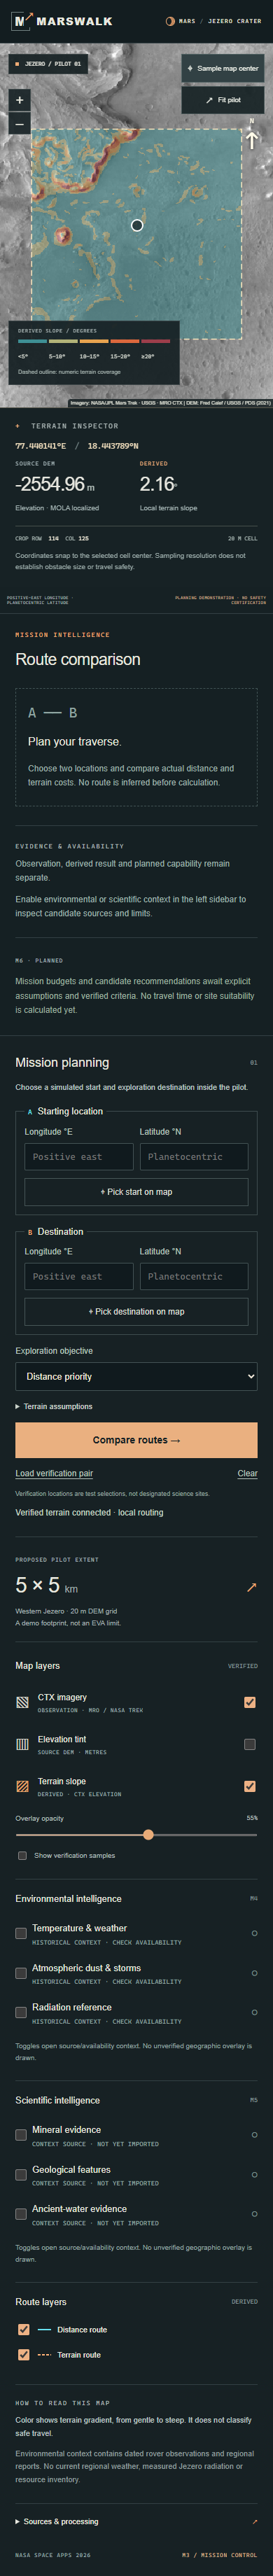 MARSWALK
MARS / JEZERO CRATER
JEZERO / PILOT 01
Sample map center
Fit pilot
+
−
N
DERIVED SLOPE / DEGREES
<5° 5–10° 10–15° 15–20° ≥20°
Dashed outline: numeric terrain coverage
Imagery: NASA/JPL Mars Trek · USGS · MRO CTX | DEM: Fred Calef / USGS / PDS (2021)
+ TERRAIN INSPECTOR
77.440141°E / 18.443789°N
SOURCE DEM
-2554.96 m
Elevation · MOLA localized
DERIVED
2.16°
Local terrain slope
CROP ROW 114 COL 125
20 M CELL
Coordinates snap to the selected cell center. Sampling resolution does not
establish obstacle size or travel safety.
POSITIVE-EAST LONGITUDE ·
PLANETOCENTRIC LATITUDE
PLANNING DEMONSTRATION · NO SAFETY
CERTIFICATION
MISSION INTELLIGENCE
Route comparison
A — B
Plan your traverse.
Choose two locations and compare actual distance and
terrain costs. No route is inferred before calculation.
EVIDENCE & AVAILABILITY
Observation, derived result and planned capability remain
separate.
Enable environmental or scientific context in the left sidebar to
inspect candidate sources and limits.
M6 · PLANNED
Mission budgets and candidate recommendations await explicit
assumptions and verified criteria. No travel time or site suitability
is calculated yet.
Mission planning
01
Choose a simulated start and exploration destination inside the pilot.
A Starting location
Longitude °E
Latitude °N
Positive east
Planetocentric
+ Pick start on map
B Destination
Longitude °E
Latitude °N
Positive east
Planetocentric
+ Pick destination on map
Exploration objective
Distance priority
▶ Terrain assumptions
Compare routes →
Load verification pair
Clear
Verification locations are test selections, not designated science sites.
Verified terrain connected · local routing
PROPOSED PILOT EXTENT
5 × 5 km
Western Jezero · 20 m DEM grid
A demo footprint, not an EVA limit.
Map layers
VERIFIED
CTX imagery
OBSERVATION · MRO / NASA TREK
Elevation tint
SOURCE DEM · METRES
Terrain slope
DERIVED · CTX ELEVATION
Overlay opacity
55%
Show verification samples
Environmental intelligence
M4
Temperature & weather
HISTORICAL CONTEXT · CHECK AVAILABILITY
Atmospheric dust & storms
HISTORICAL CONTEXT · CHECK AVAILABILITY
Radiation reference
HISTORICAL CONTEXT · CHECK AVAILABILITY
Toggles open source/availability context. No unverified geographic overlay is
drawn.
Scientific intelligence
M5
Mineral evidence
CONTEXT SOURCE · NOT YET IMPORTED
Geological features
CONTEXT SOURCE · NOT YET IMPORTED
Ancient-water evidence
CONTEXT SOURCE · NOT YET IMPORTED
Toggles open source/availability context. No unverified geographic overlay is
drawn.
Route layers
DERIVED
Distance route
Terrain route
HOW TO READ THIS MAP
Color shows terrain gradient, from gentle to steep. It does not classify
safe travel.
Environmental context contains dated rover observations and regional
reports. No current regional weather, measured Jezero radiation or
resource inventory.
▶ Sources & processing
NASA SPACE APPS 2026
M3 / MISSION CONTROL